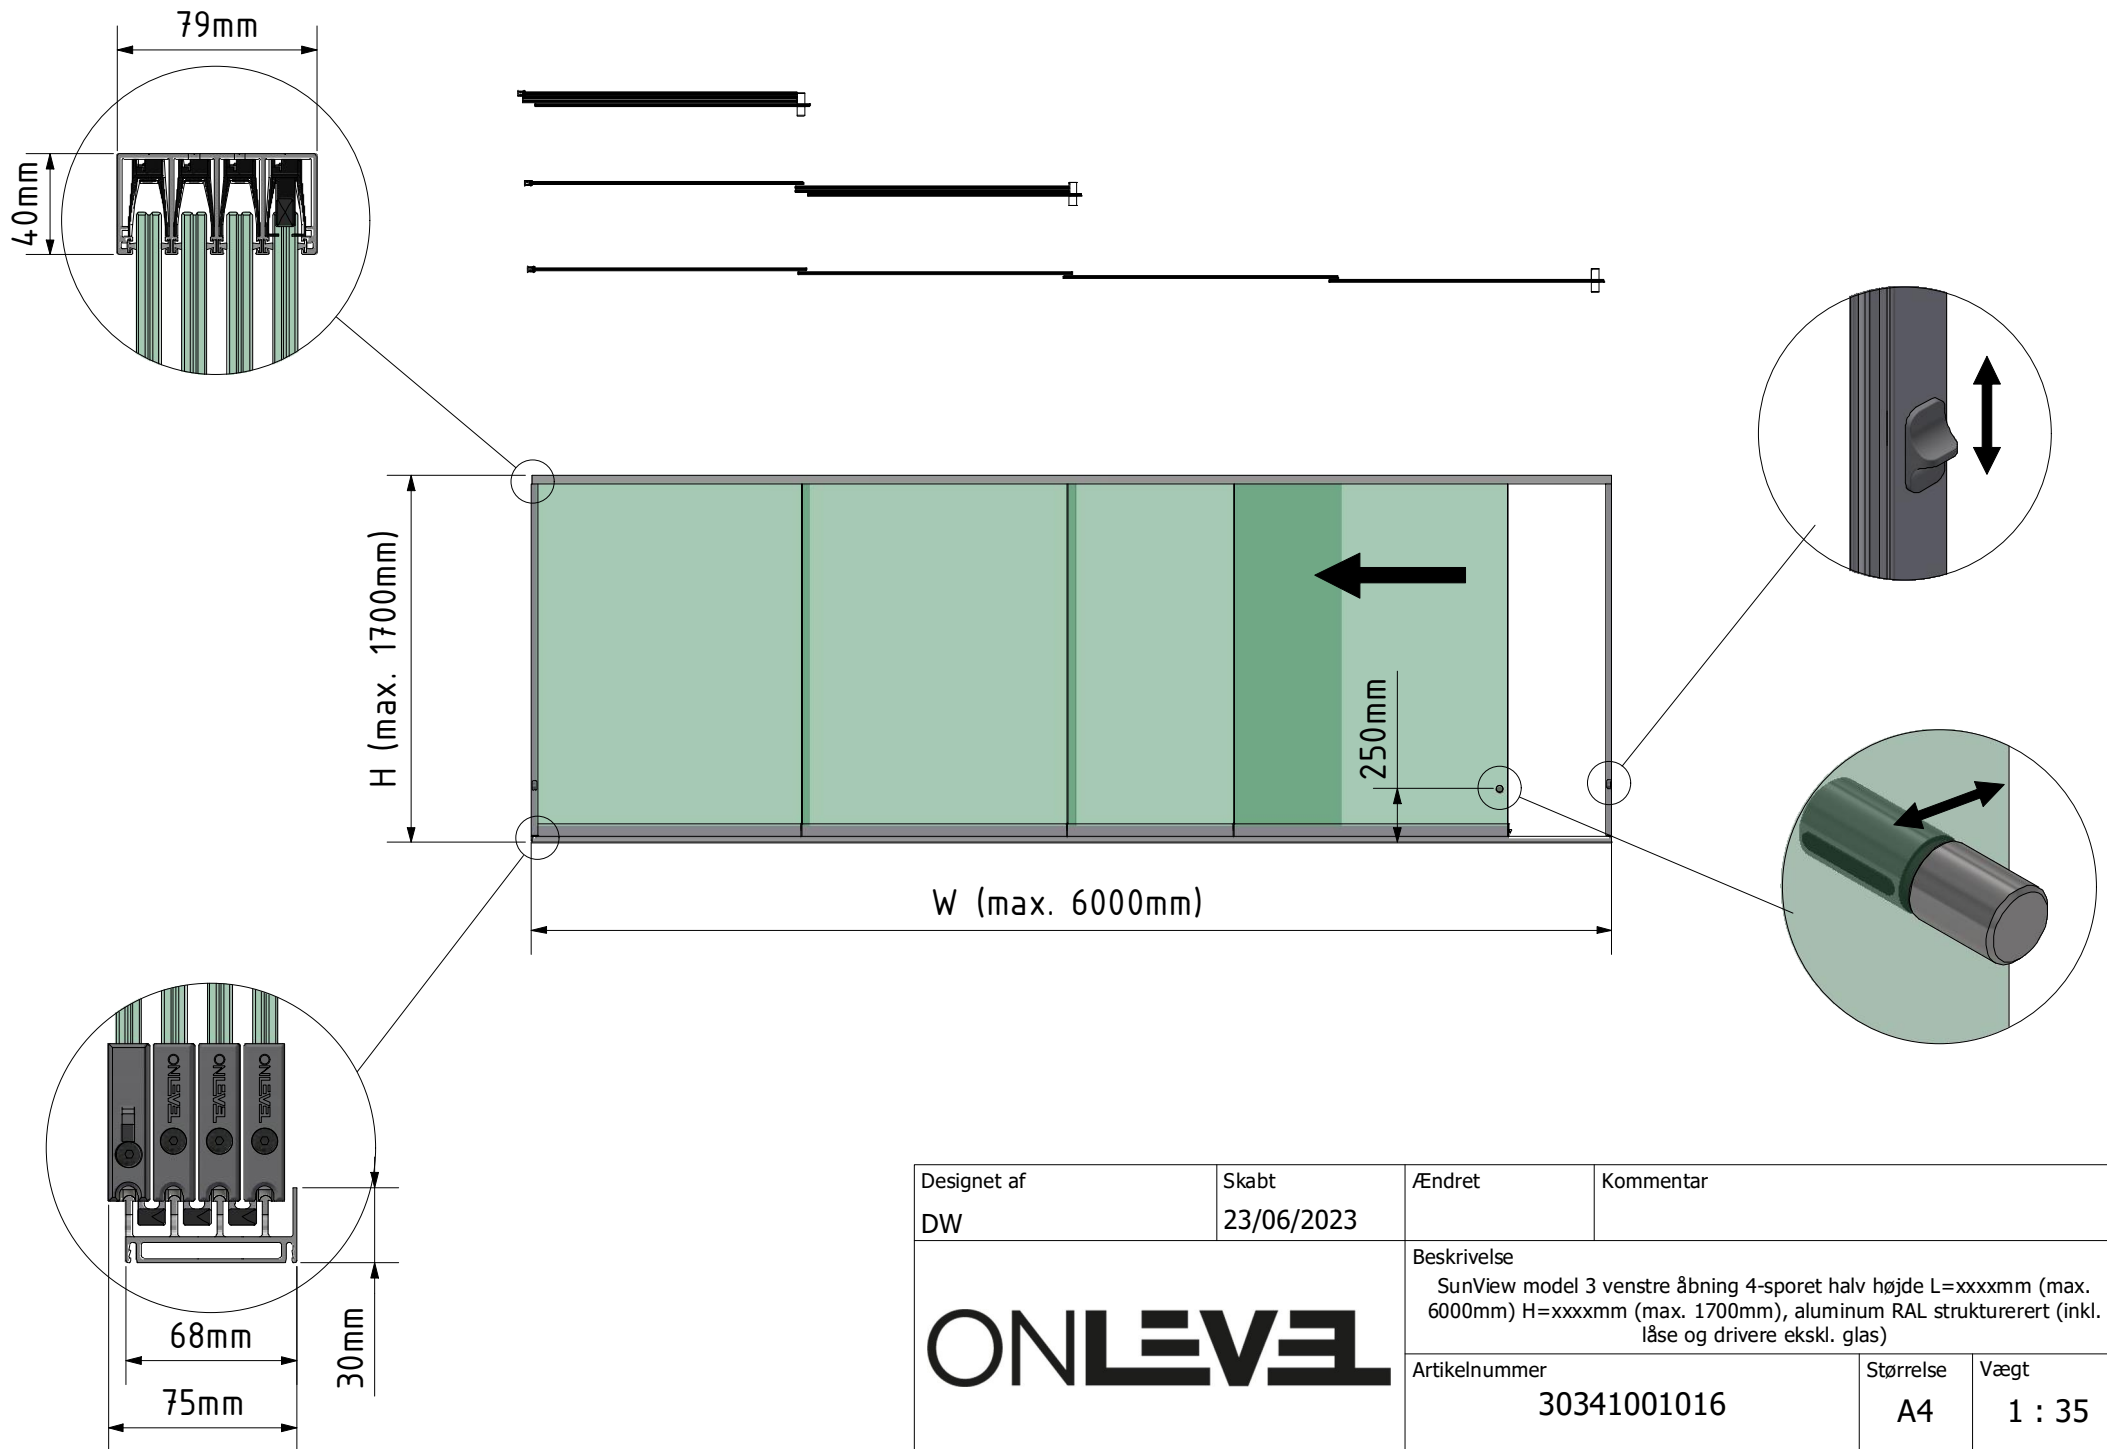 79mm
40mm
H (max. 1700mm)
250mm
W (max. 6000mm)
ONLEVEL
ONLEVEL
ONLEVEL
68mm
75mm
30mm
Designet af
DW
Skabt
23/06/2023
Ændret
Kommentar
ONLEVEL
Beskrivelse
SunView model 3 venstre åbning 4-sporet halv højde L=xxxxmm (max.
6000mm) H=xxxxmm (max. 1700mm), aluminum RAL strukturerert (inkl.
låse og drivere ekskl. glas)
Artikelnummer
30341001016
Størrelse
A4
Vægt
1 : 35